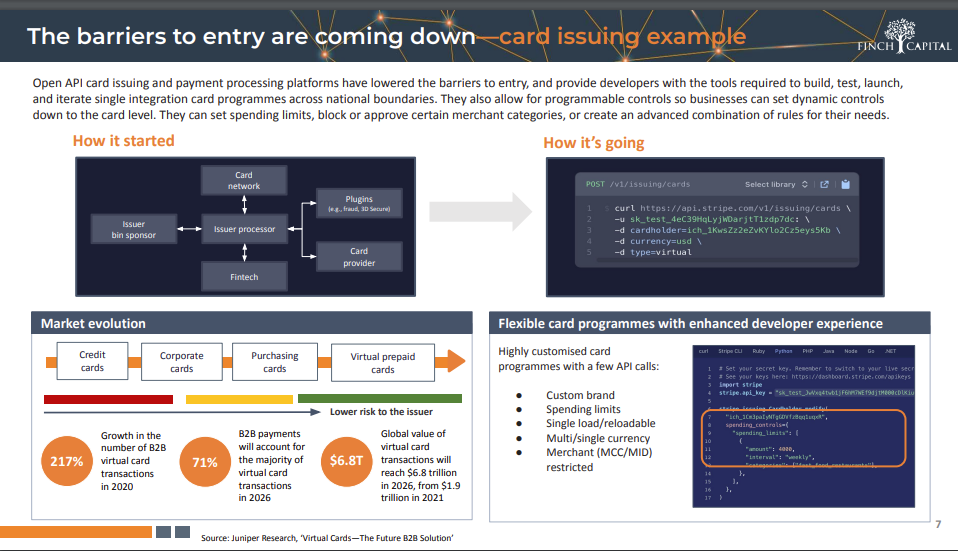 The barriers to entry are coming down—card issuing example
FINCH CAPITAL
Open API card issuing and payment processing platforms have lowered the barriers to entry, and provide developers with the tools required to build, test, launch,
and iterate single integration card programmes across national boundaries. They also allow for programmable controls so businesses can set dynamic controls
down to the card level. They can set spending limits, block or approve certain merchant categories, or create an advanced combination of rules for their needs.
How it started
Card
network
Plugins
(e.g., fraud, 3D Secure)
Issuer
bin sponsor
Issuer processor
Card
provider
Fintech
How it's going
POST /v1/issuing/cards Select library
1 curl https://api.stripe.com/v1/issuing/cards \
2 -u sk_test_4eC39HqLyjWDarjtT1zdp7dc: \
3 -d cardholder=ich_1KwsZz2eZvKYlo2Cz5eys5Kb \
4 -d currency=usd \
5 -d type=virtual
Market evolution
Credit
cards
Corporate
cards
Purchasing
cards
Virtual prepaid
cards
Lower risk to the issuer
217%
Growth in the
number of B2B
virtual card
transactions
in 2020
71%
B2B payments
will account for
the majority of
virtual card
transactions
in 2026
$6.8T
Global value of
virtual card
transactions will
reach $6.8 trillion
in 2026, from $1.9
trillion in 2021
Flexible card programmes with enhanced developer experience
Highly customised card
programmes with a few API calls:
● Custom brand
● Spending limits
● Single load/reloadable
● Multi/single currency
● Merchant (MCC/MID)
restricted
curl Stripe CLI Ruby Python PHP Java Node Go .NET
1 # Set your secret key. Remember to switch to your live secr
2 # See your keys here: https://dashboard.stripe.com/apikeys
3 import stripe
4 stripe.api_key =
5
6 stripe.issuing.Cardholder.modify(
7
8 spending_controls={
9 "spending_limits": [
10 {
11 "amount": 4000,
12 "interval": "weekly",
13 "categories":
14 },
15 ],
16 },
17 )
7
Source: Juniper Research, 'Virtual Cards—The Future B2B Solution'